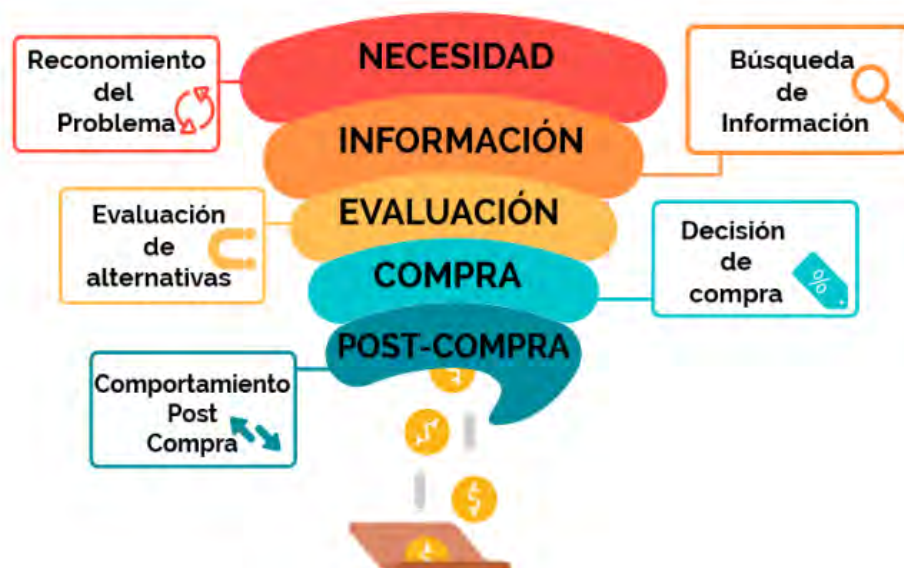 NECESIDAD
Reconomiento
del
Problema
Búsqueda
de
Información
INFORMACIÓN
EVALUACIÓN
Evaluación
de
alternativas
COMPRA
Decisión
de
compra
%
POST-COMPRA
Comportamiento
Post
Compra
$
$